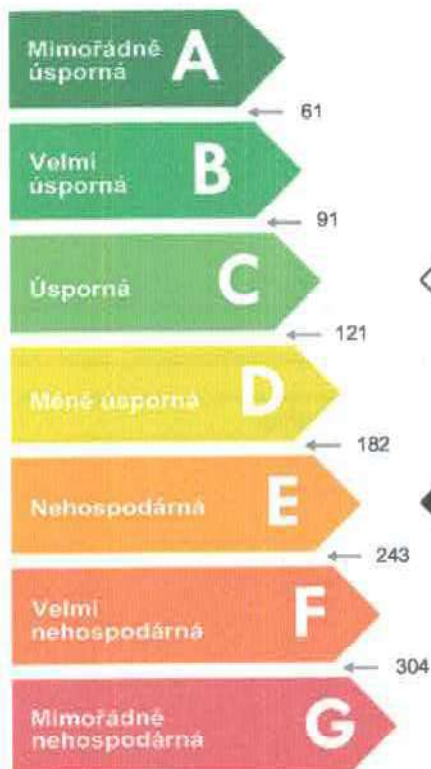 Mimořádně
úsporná
A
61
Velmi
úsporná
B
91
Úsporná
C
121
Méně úsporná
D
182
Nehospodárná
E
243
Velmi
nehospodárná
F
304
Mimořádně
nehospodárná
G